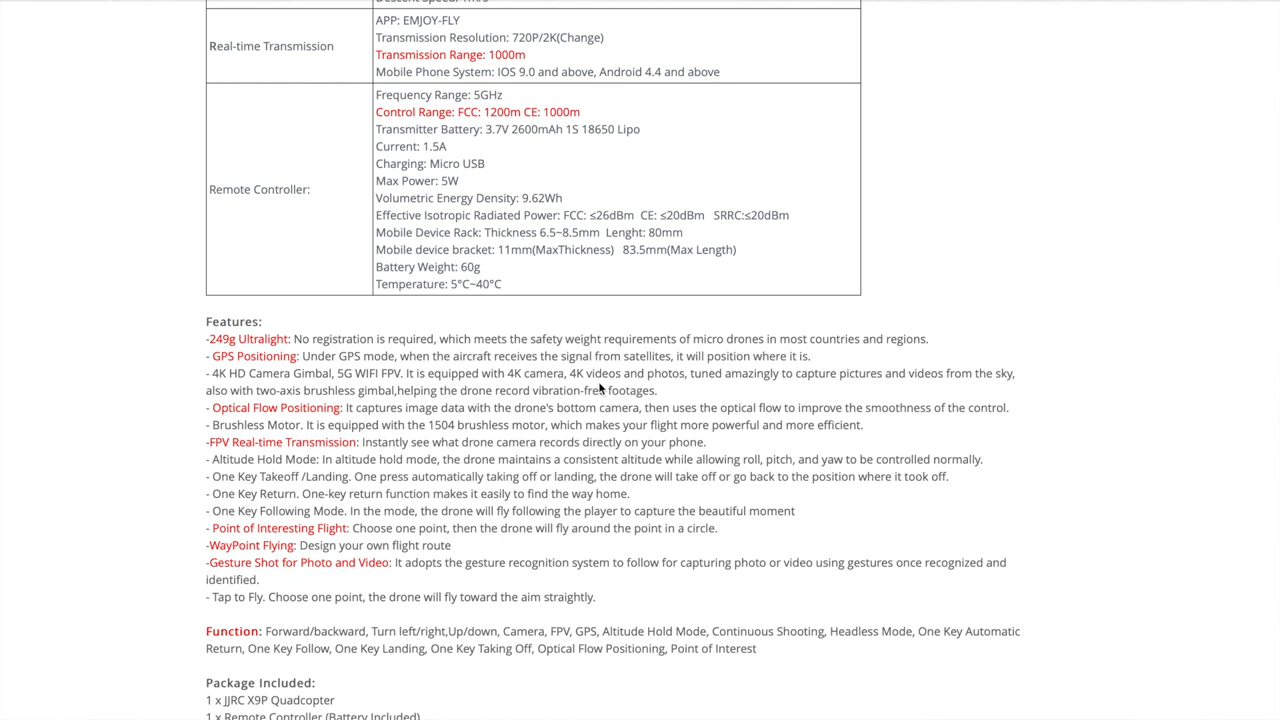 Real-time Transmission
APP: EMJOY-FLY
Transmission Resolution: 720P/2K(Change)
Transmission Range: 1000m
Mobile Phone System: IOS 9.0 and above, Android 4.4 and above
Remote Controller:
Frequency Range: 5GHz
Control Range: FCC: 1200m CE: 1000m
Transmitter Battery: 3.7V 2600mAh 1S 18650 Lipo
Current: 1.5A
Charging: Micro USB
Max Power: 5W
Volumetric Energy Density: 9.62Wh
Effective Isotropic Radiated Power: FCC: ≤26dBm CE: ≤20dBm SRRC:≤20dBm
Mobile Device Rack: Thickness 6.5~8.5mm Lenght: 80mm
Mobile device bracket: 11mm(MaxThickness) 83.5mm(Max Length)
Battery Weight: 60g
Temperature: 5°C~40°C
Features:
-249g Ultralight: No registration is required, which meets the safety weight requirements of micro drones in most countries and regions.
- GPS Positioning: Under GPS mode, when the aircraft receives the signal from satellites, it will position where it is.
- 4K HD Camera Gimbal, 5G WIFI FPV. It is equipped with 4K camera, 4K videos and photos, tuned amazingly to capture pictures and videos from the sky,
also with two-axis brushless gimbal,helping the drone record vibration-free footages.
- Optical Flow Positioning: It captures image data with the drone's bottom camera, then uses the optical flow to improve the smoothness of the control.
- Brushless Motor. It is equipped with the 1504 brushless motor, which makes your flight more powerful and more efficient.
-FPV Real-time Transmission: Instantly see what drone camera records directly on your phone.
- Altitude Hold Mode: In altitude hold mode, the drone maintains a consistent altitude while allowing roll, pitch, and yaw to be controlled normally.
- One Key Takeoff /Landing. One press automatically taking off or landing, the drone will take off or go back to the position where it took off.
- One Key Return. One-key return function makes it easily to find the way home.
- One Key Following Mode. In the mode, the drone will fly following the player to capture the beautiful moment
- Point of Interesting Flight: Choose one point, then the drone will fly around the point in a circle.
-WayPoint Flying: Design your own flight route
-Gesture Shot for Photo and Video: It adopts the gesture recognition system to follow for capturing photo or video using gestures once recognized and
identified.
- Tap to Fly. Choose one point, the drone will fly toward the aim straightly.
Function: Forward/backward, Turn left/right,Up/down, Camera, FPV, GPS, Altitude Hold Mode, Continuous Shooting, Headless Mode, One Key Automatic
Return, One Key Follow, One Key Landing, One Key Taking Off, Optical Flow Positioning, Point of Interest
Package Included:
1 x JJRC X9P Quadcopter
1 x Remote Controller (Battery Included)